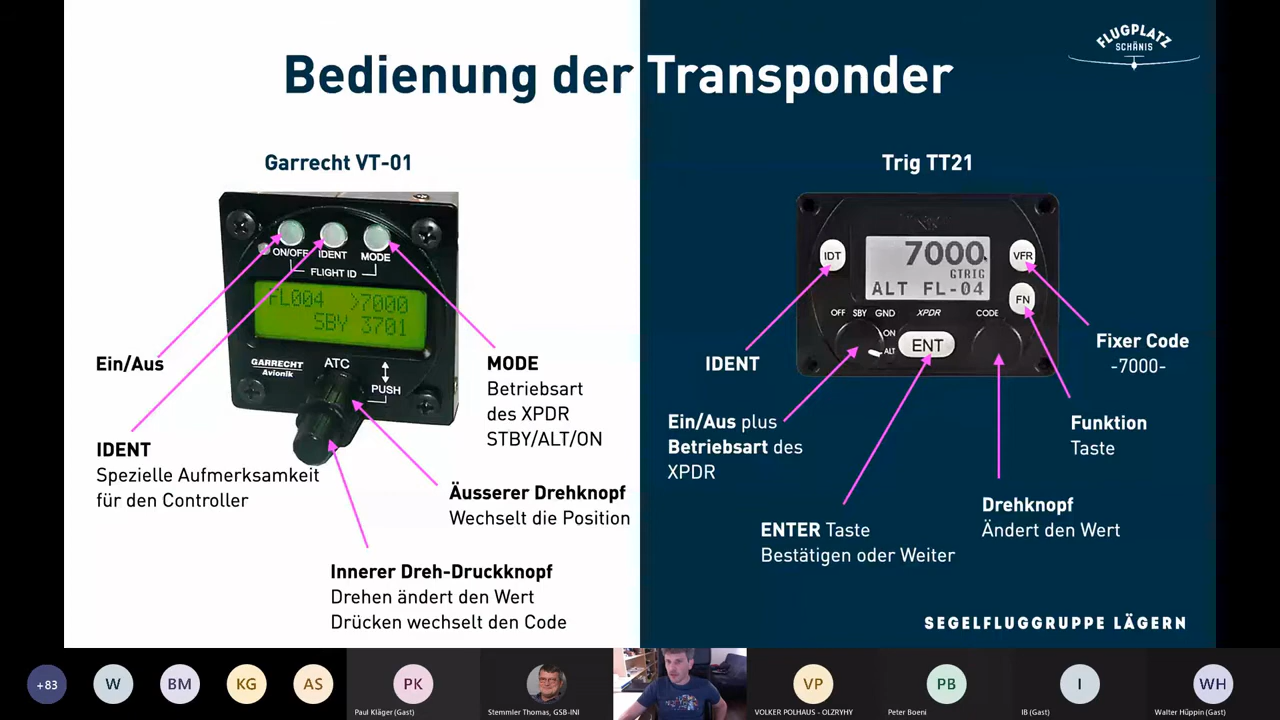 FLUGPLATZ
SCHÄNIS
Bedienung der Transponder
Garrecht VT-01
ON/OFF IDENT MODE
FLIGHT ID
FL004 >7000
SBY 3701
GARRECHT
Avionik
ATC
PUSH
Ein/Aus
IDENT
Spezielle Aufmerksamkeit
für den Controller
MODE
Betriebsart
des XPDR
STBY/ALT/ON
Äusserer Drehknopf
Wechselt die Position
Innerer Dreh-Druckknopf
Drehen ändert den Wert
Drücken wechselt den Code
Trig TT21
IDT
7000
GTRIG
ALT FL-04
VFR
FN
OFF SBY GND XPDR CODE
ON
ALT
ENT
IDENT
Fixer Code
-7000-
Ein/Aus plus
Betriebsart des
XPDR
Funktion
Taste
Drehknopf
Ändert den Wert
ENTER Taste
Bestätigen oder Weiter
SEGELFLUGGRUPPE LÄGERN
+83
W
BM
KG
AS
PK
Paul Kläger (Gast)
Stemmler Thomas, GSB-INI
VP
VOLKER POLHAUS - OLZRYHY
PB
Peter Boeni
I
IB (Gast)
WH
Walter Hüppin (Gast)